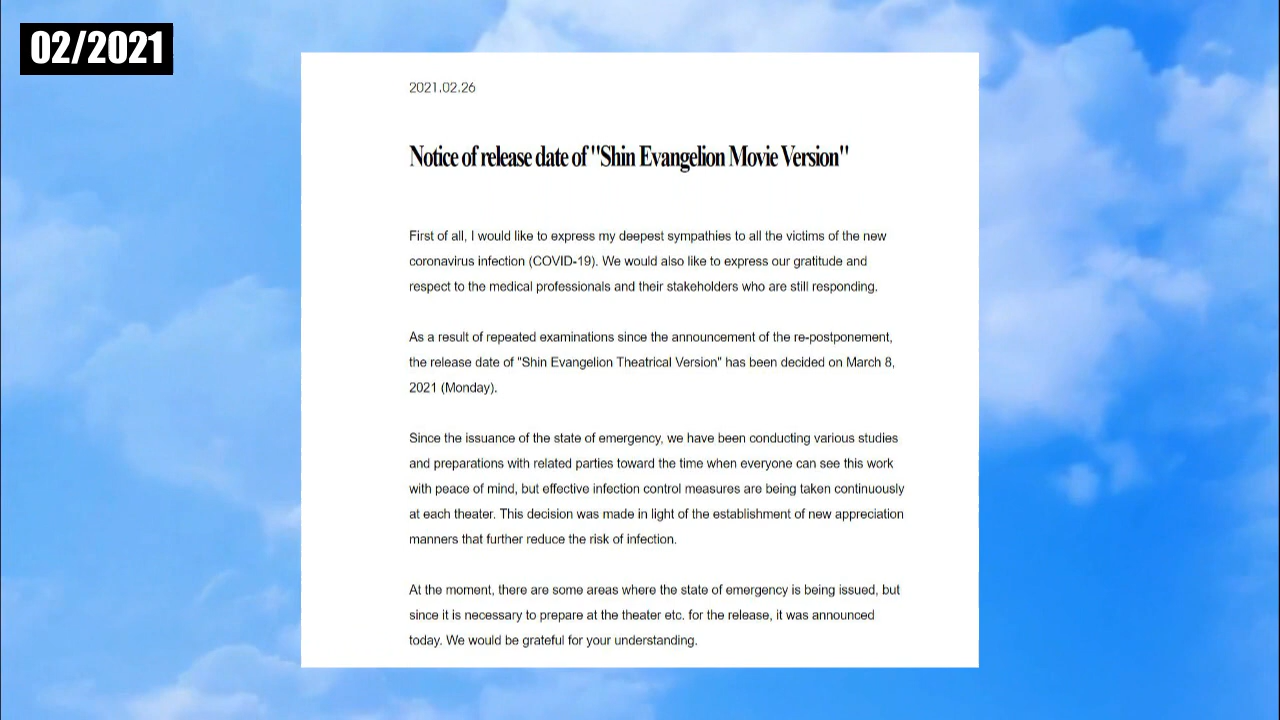 02/2021
2021.02.26
Notice of release date of "Shin Evangelion Movie Version"
First of all, I would like to express my deepest sympathies to all the victims of the new
coronavirus infection (COVID-19). We would also like to express our gratitude and
respect to the medical professionals and their stakeholders who are still responding.
As a result of repeated examinations since the announcement of the re-postponement,
the release date of "Shin Evangelion Theatrical Version" has been decided on March 8,
2021 (Monday).
Since the issuance of the state of emergency, we have been conducting various studies
and preparations with related parties toward the time when everyone can see this work
with peace of mind, but effective infection control measures are being taken continuously
at each theater. This decision was made in light of the establishment of new appreciation
manners that further reduce the risk of infection.
At the moment, there are some areas where the state of emergency is being issued, but
since it is necessary to prepare at the theater etc. for the release, it was announced
today. We would be grateful for your understanding.